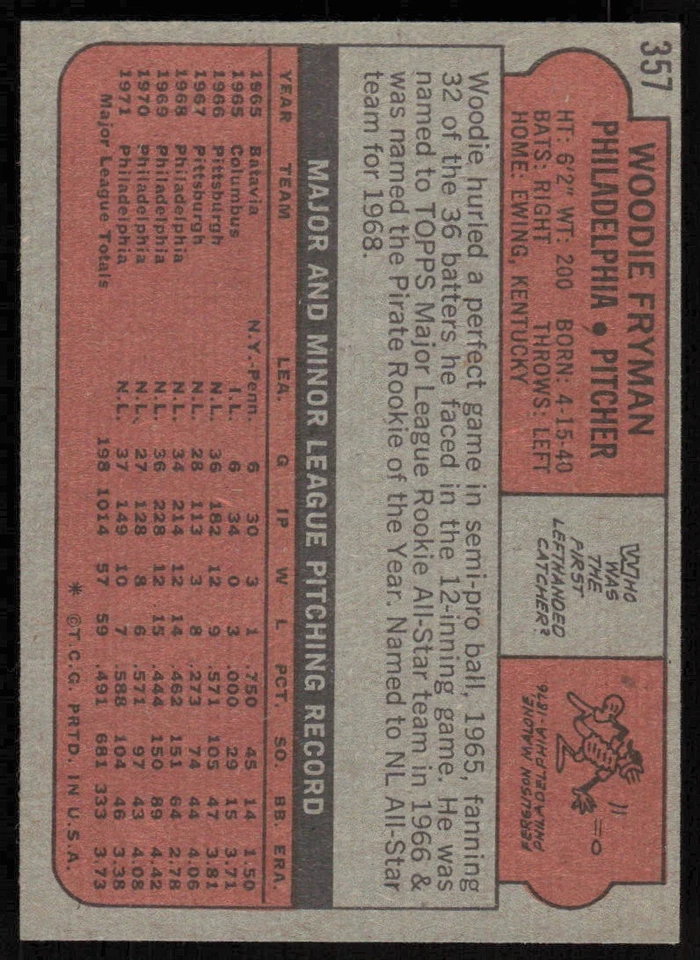 357
WOODIE FRYMAN
PHILADELPHIA • PITCHER
HT: 6'2" WT: 200 BORN: 4-15-40
BATS: RIGHT THROWS: LEFT
HOME: EWING, KENTUCKY
WHO
WAS
THE
FIRST
LEFTHANDED
CATCHER?
FERGUSON MALONE
PHILADELPHIA-1876
Woodie hurled a perfect game in semi-pro ball, 1965, fanning
32 of the 36 batters he faced in the 12-inning game. He was
named to TOPPS Major League Rookie All-Star team in 1966 &
was named the Pirate Rookie of the Year. Named to NL All-Star
team for 1968.
MAJOR AND MINOR LEAGUE PITCHING RECORD
YEAR TEAM LEA. G IP W L PCT. SO. BB. ERA.
1965 Batavia N.Y.-Penn. 6 30 3 1 .750 45 14 1.50
1965 Columbus I.L. 6 34 0 3 .000 29 15 3.71
1966 Pittsburgh N.L. 36 182 12 9 .571 105 47 3.81
1967 Pittsburgh N.L. 28 113 3 8 .273 74 44 4.06
1968 Philadelphia N.L. 34 214 12 14 .462 151 64 2.78
1969 Philadelphia N.L. 36 228 12 15 .444 150 89 4.42
1970 Philadelphia N.L. 27 128 8 6 .571 97 43 4.08
1971 Philadelphia N.L. 37 149 10 7 .588 104 46 3.38
Major League Totals 198 1014 57 59 .491 681 333 3.73
* ©T.C.G. PRTD. IN U.S.A.